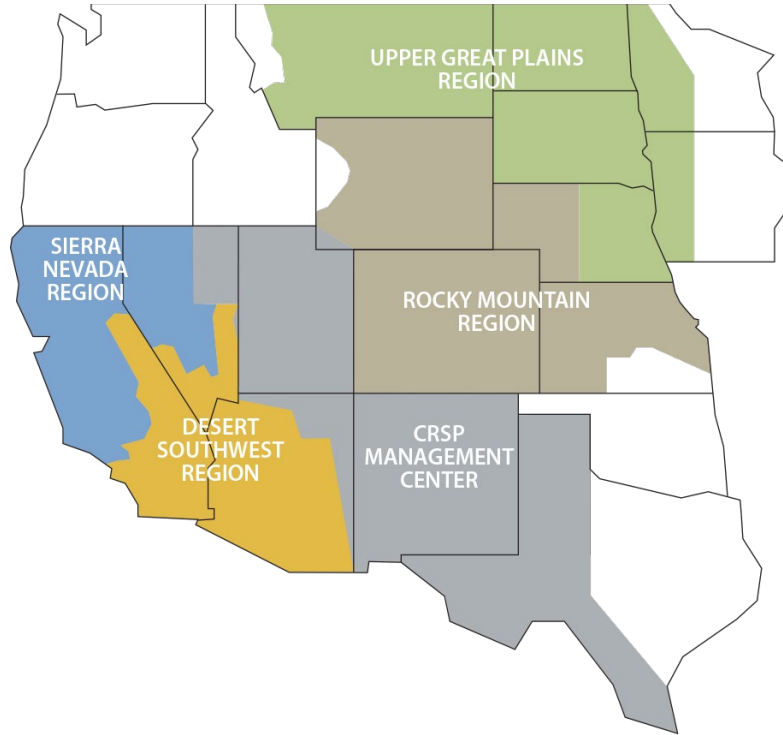 UPPER GREAT PLAINS
REGION
SIERRA
NEVADA
REGION
ROCKY MOUNTAIN
REGION
DESERT
SOUTHWEST
REGION
CRSP
MANAGEMENT
CENTER